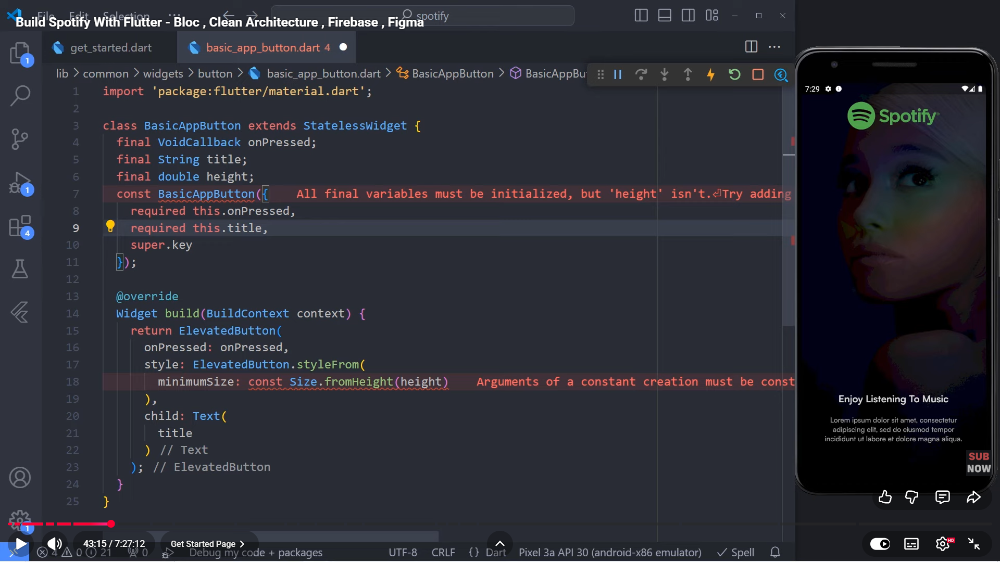 File Edit Selection ... spotify
Build Spotify With Flutter - Bloc , Clean Architecture , Firebase , Figma
get_started.dart basic_app_button.dart 4
lib > common > widgets > button > basic_app_button.dart > BasicAppButton > BasicAppBu
1 import 'package:flutter/material.dart';
2
3 class BasicAppButton extends StatelessWidget {
4 final VoidCallback onPressed;
5 final String title;
6 final double height;
7 const BasicAppButton({ All final variables must be initialized, but 'height' isn't.⏎Try adding
8 required this.onPressed,
9 required this.title,
10 super.key
11 });
12
13 @override
14 Widget build(BuildContext context) {
15 return ElevatedButton(
16 onPressed: onPressed,
17 style: ElevatedButton.styleFrom(
18 minimumSize: const Size.fromHeight(height) Arguments of a constant creation must be const
19 ),
20 child: Text(
21 title
22 ) // Text
23 ); // ElevatedButton
24 }
25 }
1
1
4
1
7:29
Spotify
Enjoy Listening To Music
Lorem ipsum dolor sit amet, consectetur
adipiscing elit, sed do eiusmod tempor
incididunt ut labore et dolore magna aliqua.
SUB
NOW
43:15 / 7:27:12 Get Started Page > HD
4 0 21 0 Debug my code + packages UTF-8 CRLF {} Dart Pixel 3a API 30 (android-x86 emulator) Spell